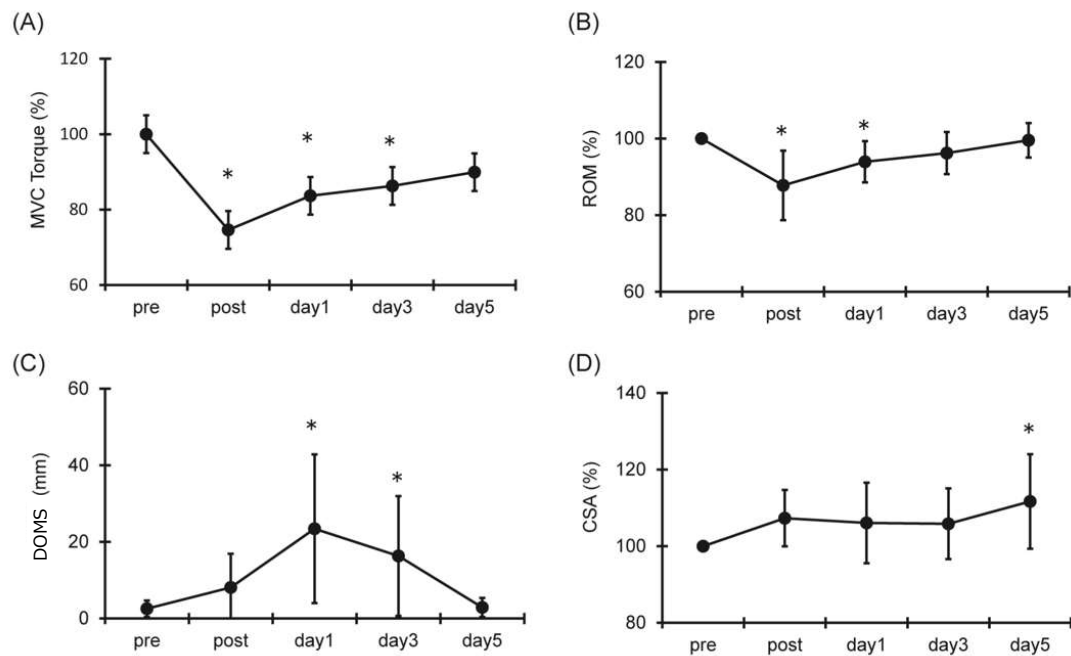 (A)
MVC Torque (%)
120
100
80
60
*
*
*
pre post day1 day3 day5
(B)
ROM (%)
120
100
80
60
*
*
pre post day1 day3 day5
(C)
DOMS (mm)
60
40
20
0
*
*
pre post day1 day3 day5
(D)
CSA (%)
140
120
100
80
*
pre post day1 day3 day5